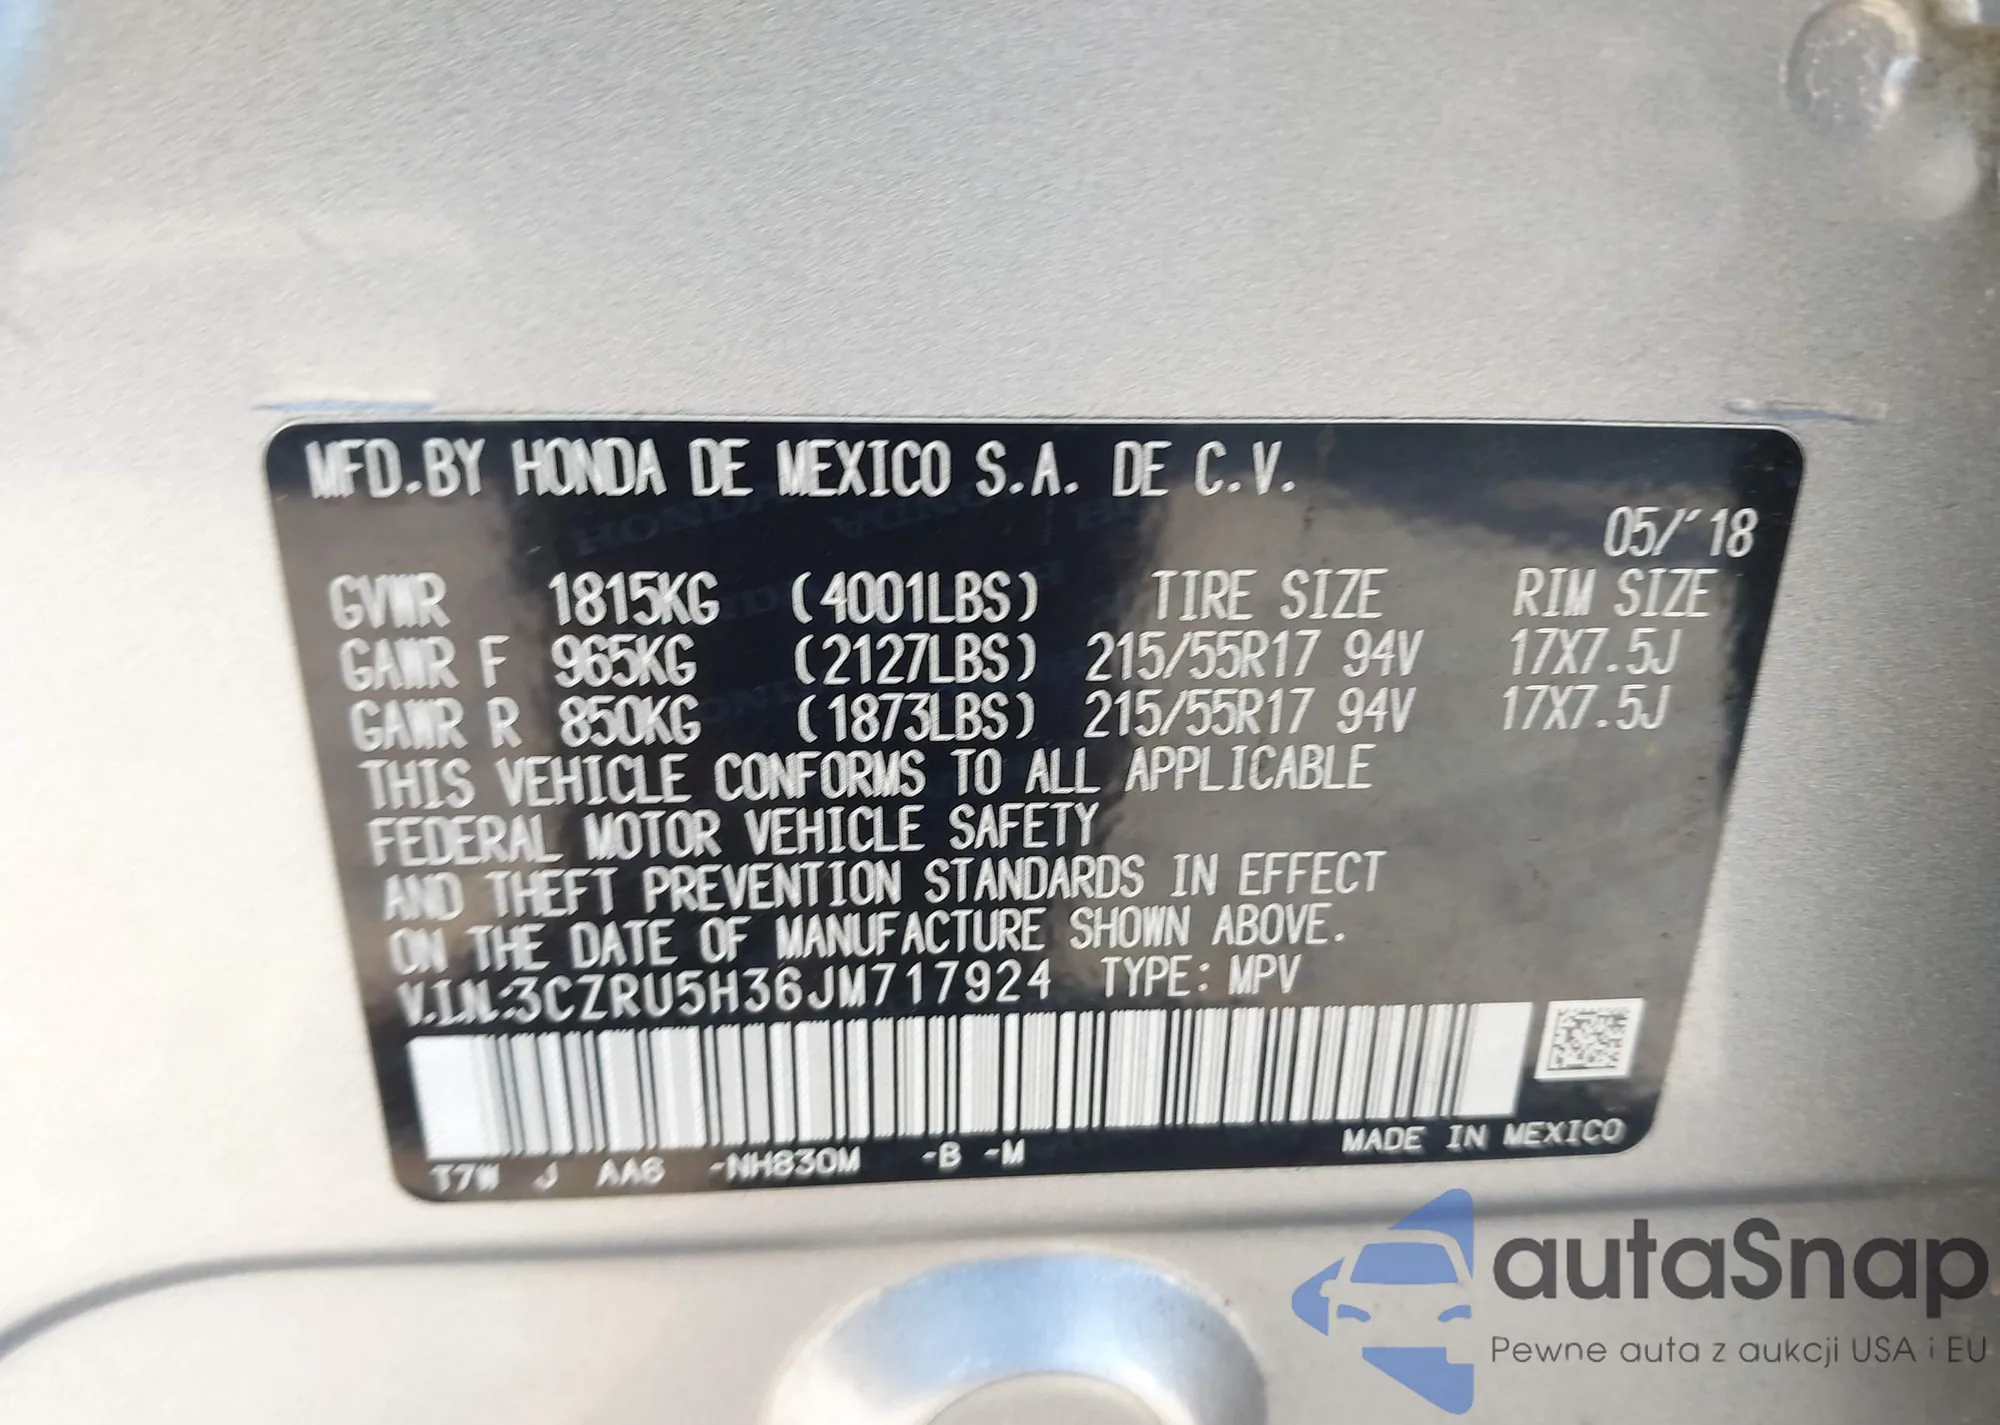 MFD.BY HONDA DE MEXICO S.A. DE C.V.
05/'18
GVWR 1815KG (4001LBS) TIRE SIZE RIM SIZE
GAWR F 965KG (2127LBS) 215/55R17 94V 17X7.5J
GAWR R 850KG (1873LBS) 215/55R17 94V 17X7.5J
THIS VEHICLE CONFORMS TO ALL APPLICABLE
FEDERAL MOTOR VEHICLE SAFETY
AND THEFT PREVENTION STANDARDS IN EFFECT
ON THE DATE OF MANUFACTURE SHOWN ABOVE.
V.I.N.:3CZRU5H36JM717924 TYPE: MPV
T7W J AA6 -NH830M -B -M MADE IN MEXICO
autaSnap
Pewne auta z aukcji USA i EU